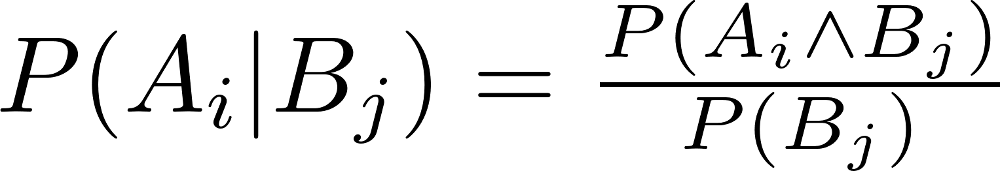 P(A_i|B_j) = \frac{P(A_i \wedge B_j)}{P(B_j)}